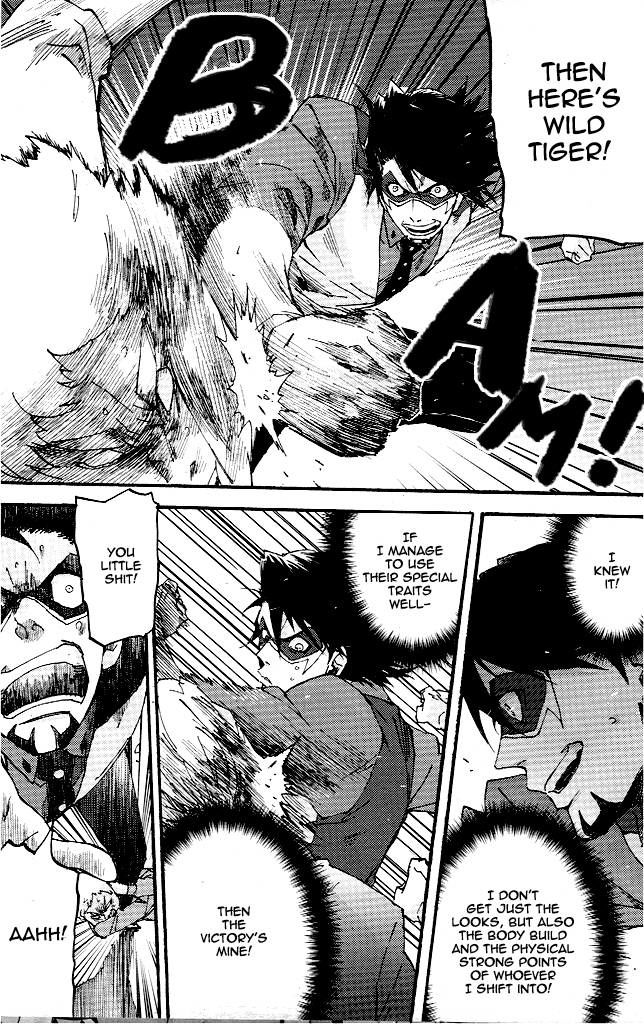 THEN
HERE'S
WILD
TIGER!
BAM!
I
KNEW
IT!
I DON'T
GET JUST THE
LOOKS, BUT ALSO
THE BODY BUILD
AND THE PHYSICAL
STRONG POINTS
OF WHOEVER
I SHIFT INTO!
IF
I MANAGE
TO USE
THEIR SPECIAL
TRAITS
WELL-
THEN
THE
VICTORY'S
MINE!
YOU
LITTLE
SHIT!
AAHH!